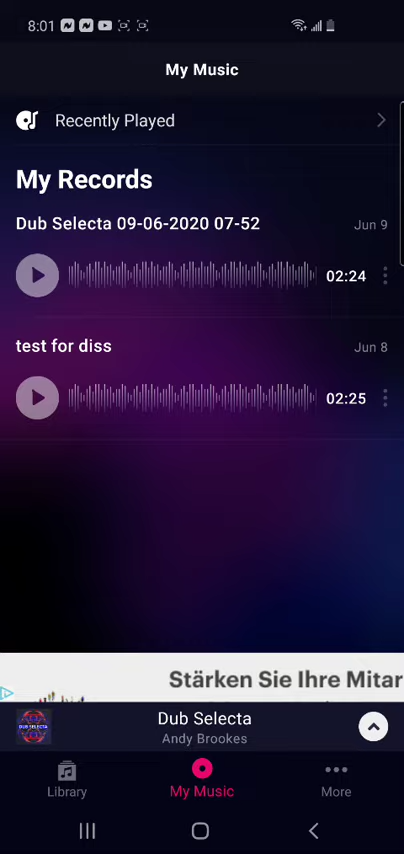 8:01
My Music
Recently Played
My Records
Dub Selecta 09-06-2020 07-52
Jun 9
02:24
test for diss
Jun 8
02:25
Stärken Sie Ihre Mitar
DUB SELECTA
Dub Selecta
Andy Brookes
Library
My Music
More